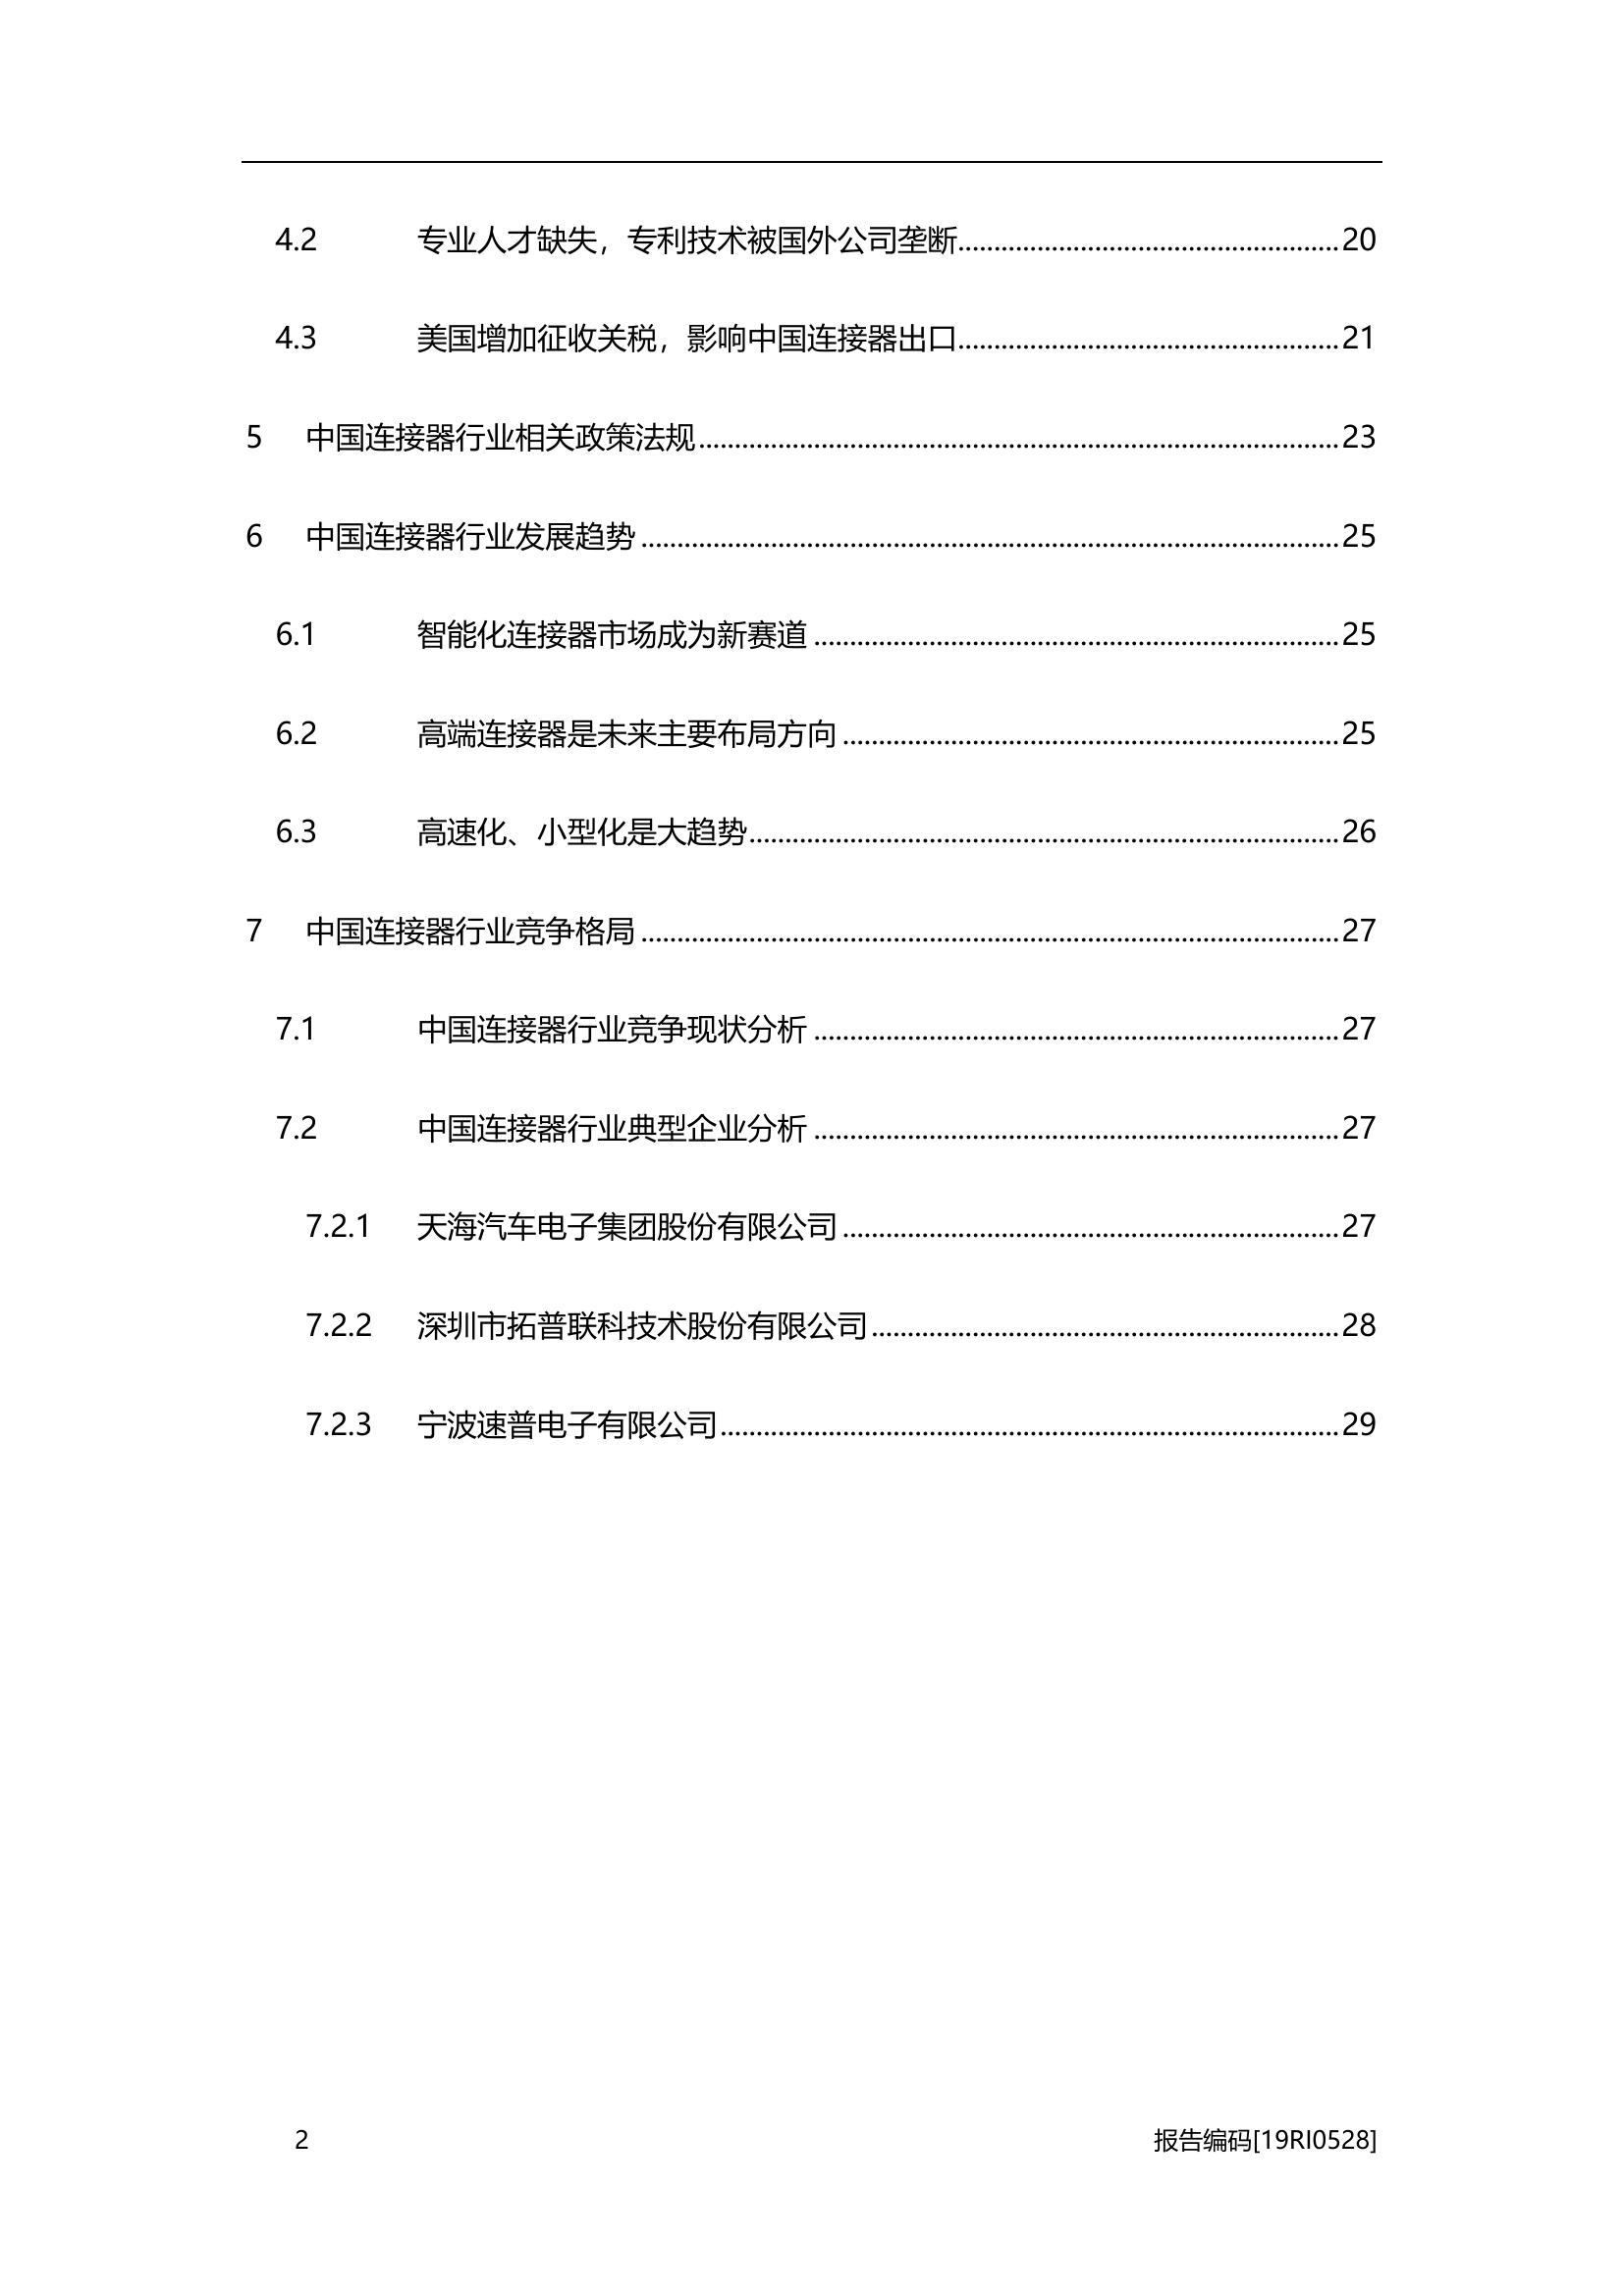 4.2 专业人才缺失，专利技术被国外公司垄断....................................................20
4.3 美国增加征收关税，影响中国连接器出口....................................................21
5 中国连接器行业相关政策法规........................................................................................23
6 中国连接器行业发展趋势................................................................................................25
6.1 智能化连接器市场成为新赛道........................................................................25
6.2 高端连接器是未来主要布局方向....................................................................25
6.3 高速化、小型化是大趋势.................................................................................26
7 中国连接器行业竞争格局................................................................................................27
7.1 中国连接器行业竞争现状分析........................................................................27
7.2 中国连接器行业典型企业分析........................................................................27
7.2.1 天海汽车电子集团股份有限公司....................................................................27
7.2.2 深圳市拓普联科技术股份有限公司................................................................28
7.2.3 宁波速普电子有限公司.....................................................................................29
2 报告编码[19RI0528]